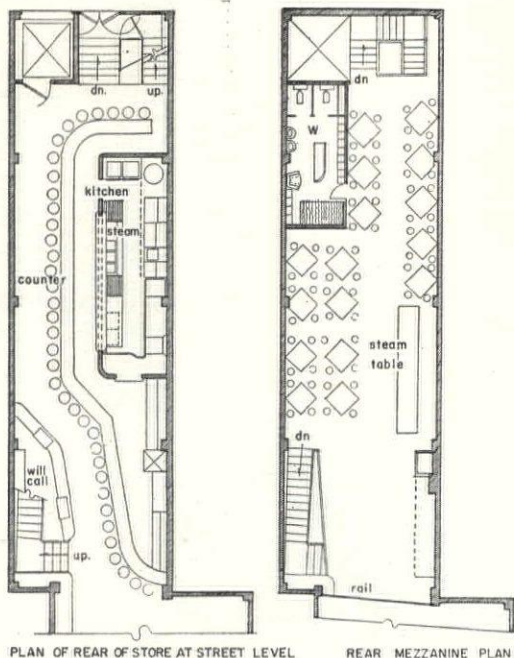 dn.
up.
kitchen
steam
counter
will
call
up.
PLAN OF REAR OF STORE AT STREET LEVEL
dn
W
steam
table
dn
rail
REAR MEZZANINE PLAN